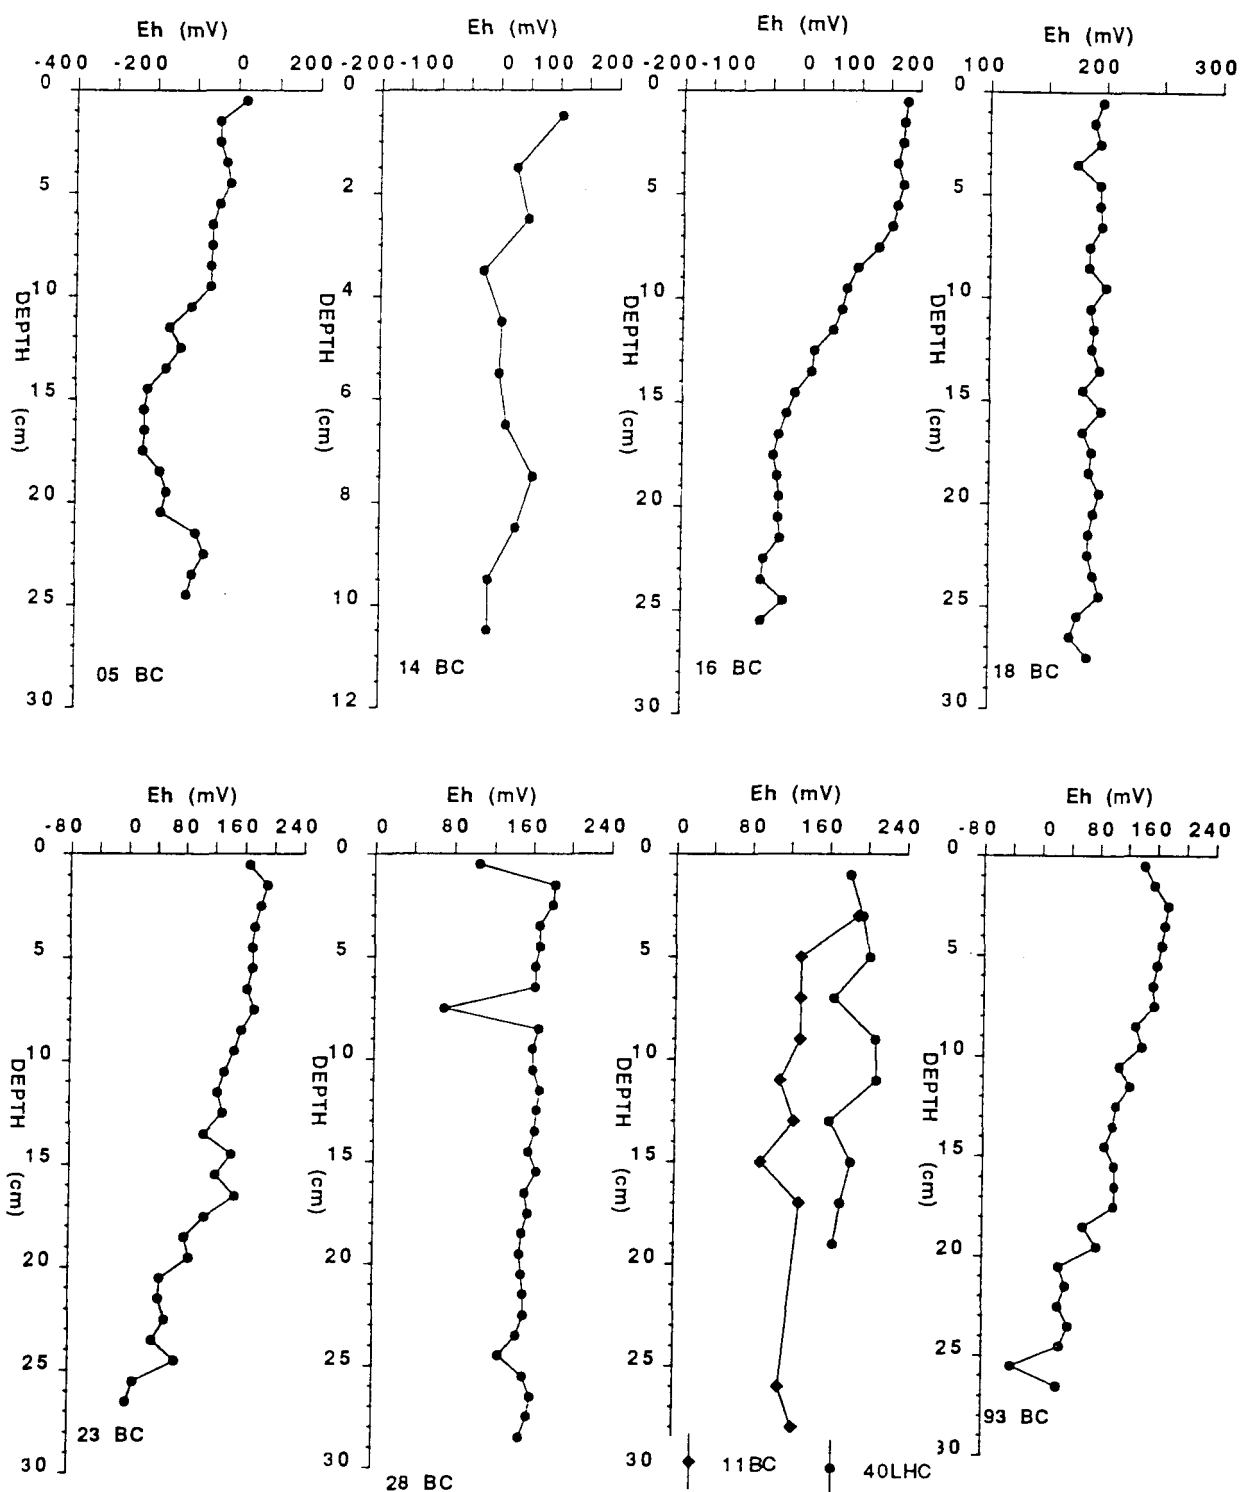 Eh (mV) Eh (mV) Eh (mV) Eh (mV)
-400 -200 0 200 -200 -100 0 100 200 -200 -100 0 100 200 100 200 300
0 0 0 0
5 2 5 5
10 4 10 10
DEPTH (cm) DEPTH (cm) DEPTH (cm) DEPTH (cm)
15 6 15 15
20 8 20 20
25 10 25 25
05 BC 14 BC 16 BC 18 BC
30 12 30 30
Eh (mV) Eh (mV) Eh (mV) Eh (mV)
-80 0 80 160 240 0 80 160 240 0 80 160 240 -80 0 80 160 240
0 0 0 0
5 5 5 5
10 10 10 10
DEPTH (cm) DEPTH (cm) DEPTH (cm) DEPTH (cm)
15 15 15 15
20 20 20 20
25 25 25 25
23 BC 93 BC
30 30 30 30
28 BC 11BC 40LHC